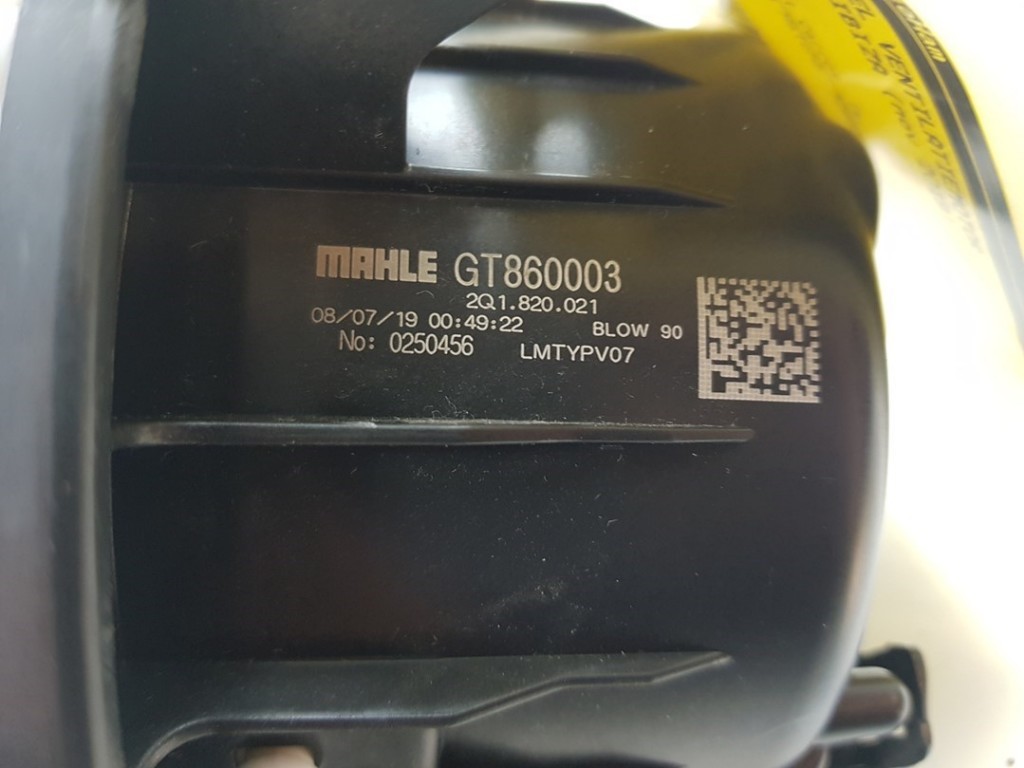 MAHLE GT860003
2Q1.820.021
08/07/19 00:49:22 BLOW 90
No: 0250456 LMTYPV07